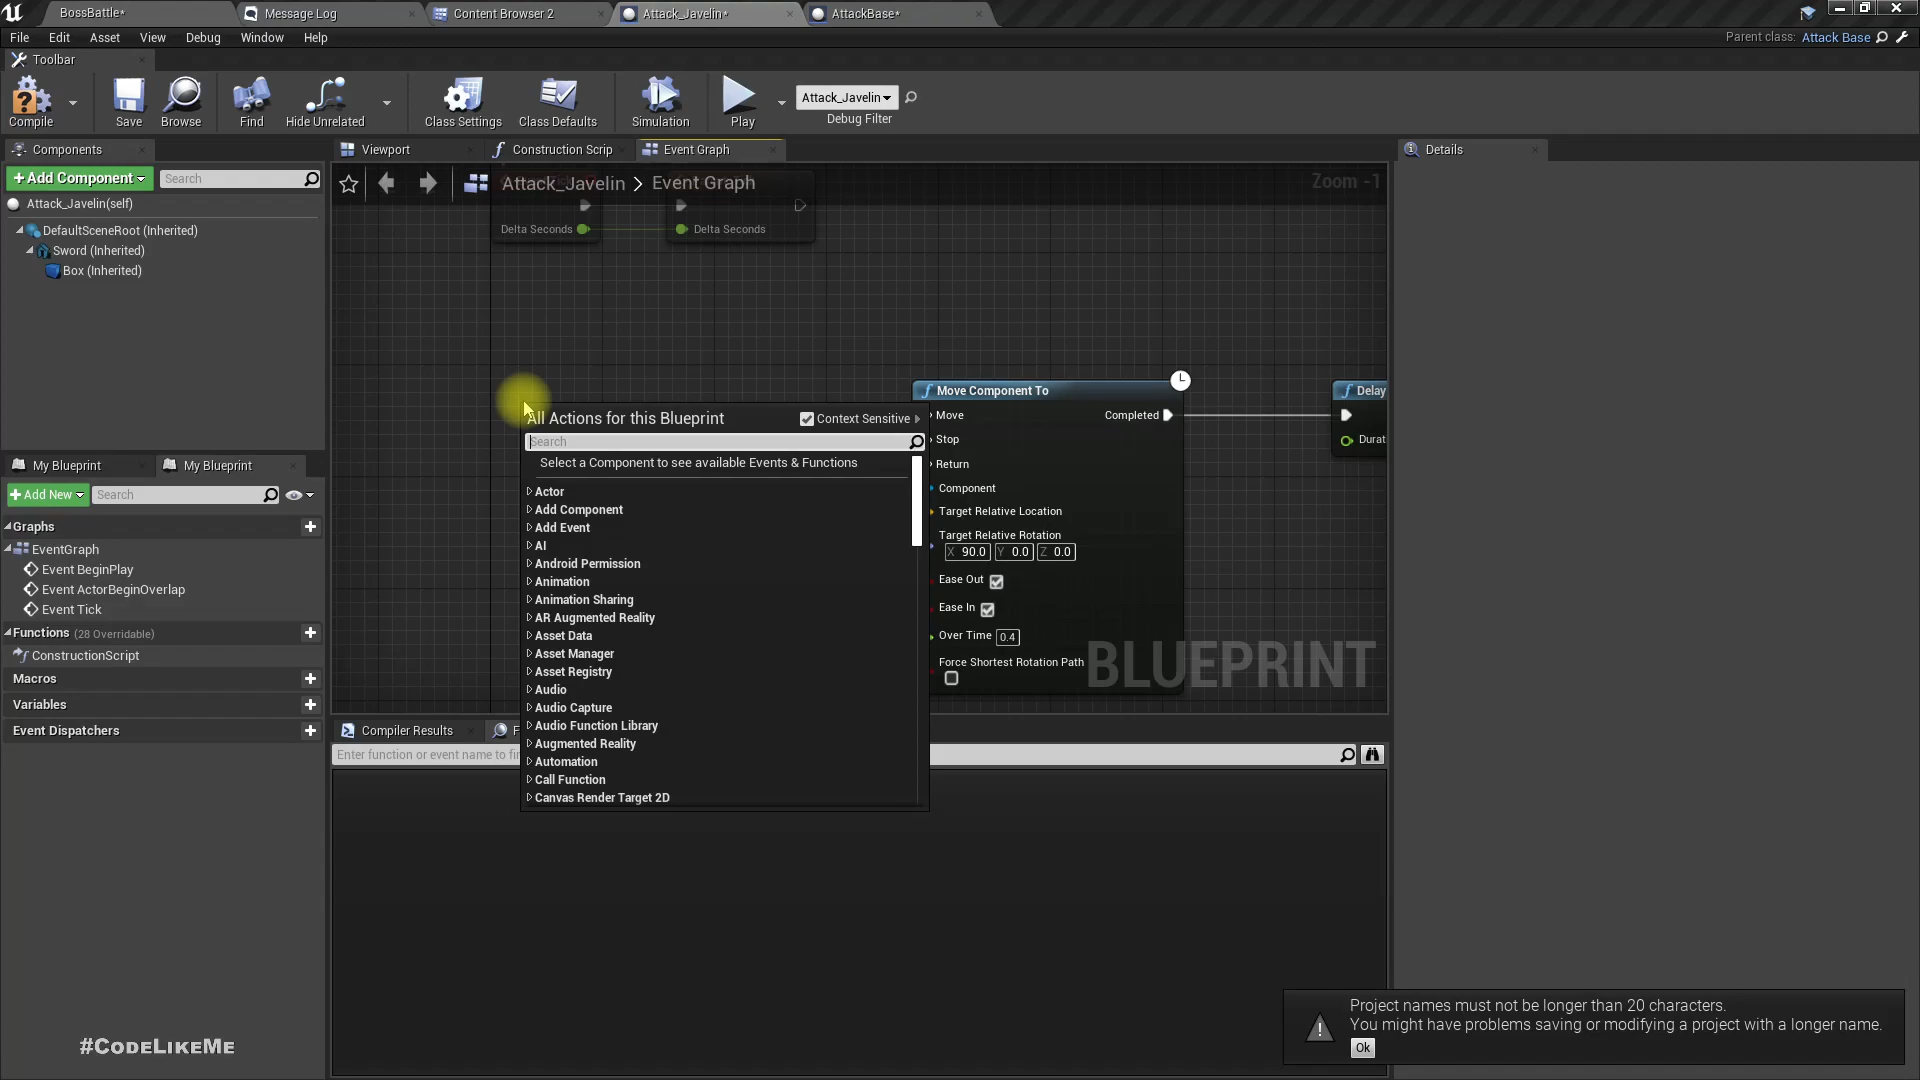 BossBattle*
Message Log
Content Browser 2
Attack_Javelin*
AttackBase*
File Edit Asset View Debug Window Help
Parent class: Attack Base
Toolbar
Compile
Save
Browse
Find
Hide Unrelated
Class Settings
Class Defaults
Simulation
Play
Attack_Javelin
Debug Filter
Components
+Add Component
Search
Attack_Javelin(self)
DefaultSceneRoot (Inherited)
Sword (Inherited)
Box (Inherited)
My Blueprint
My Blueprint
+Add New
Search
Graphs
EventGraph
Event BeginPlay
Event ActorBeginOverlap
Event Tick
Functions (28 Overridable)
ConstructionScript
Macros
Variables
Event Dispatchers
#CodeLikeMe
Viewport
Construction Scrip
Event Graph
Attack_Javelin > Event Graph
Zoom -1
Delta Seconds
Delta Seconds
All Actions for this Blueprint
Context Sensitive
Search
Select a Component to see available Events & Functions
Actor
Add Component
Add Event
AI
Android Permission
Animation
Animation Sharing
AR Augmented Reality
Asset Data
Asset Manager
Asset Registry
Audio
Audio Capture
Audio Function Library
Augmented Reality
Automation
Call Function
Canvas Render Target 2D
Move Component To
Move
Completed
Stop
Return
Component
Target Relative Location
Target Relative Rotation
X 90.0 Y 0.0 Z 0.0
Ease Out
Ease In
Over Time 0.4
Force Shortest Rotation Path
Delay
Durat
BLUEPRINT
Compiler Results
F
Enter function or event name to fi
Details
Project names must not be longer than 20 characters.
You might have problems saving or modifying a project with a longer name.
Ok